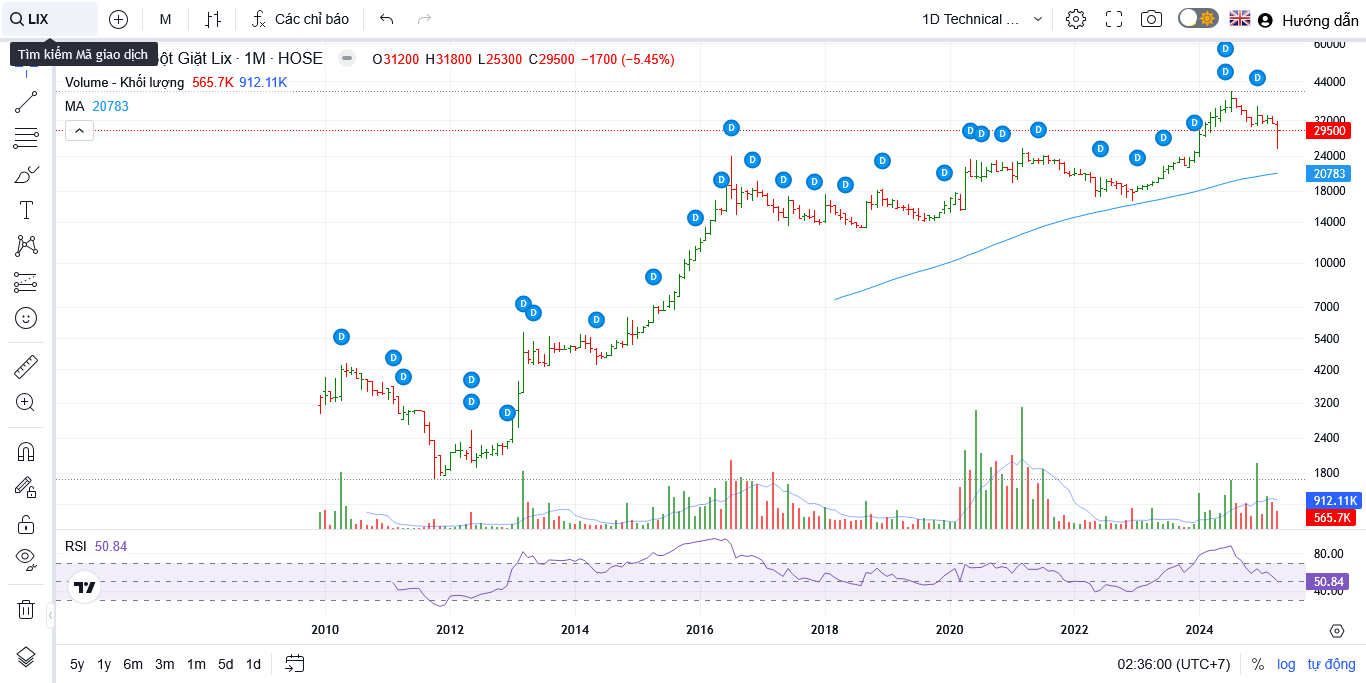 LIX
M
Các chỉ báo
1D Technical ...
Hướng dẫn
Tìm kiếm Mã giao dịch
ột Giặt Lix · 1M · HOSE
O31200 H31800 L25300 C29500 −1700 (−5.45%)
Volume - Khối lượng 565.7K 912.11K
MA 20783
60000
44000
32000
29500
24000
20783
18000
14000
10000
7000
5400
4200
3200
2400
1800
912.11K
565.7K
D D D D D D D D D D D D D D D D D D D D D D D D D D D D D D D D
RSI 50.84
80.00
50.84
40.00
2010 2012 2014 2016 2018 2020 2022 2024
5y 1y 6m 3m 1m 5d 1d
02:36:00 (UTC+7) % log tự động